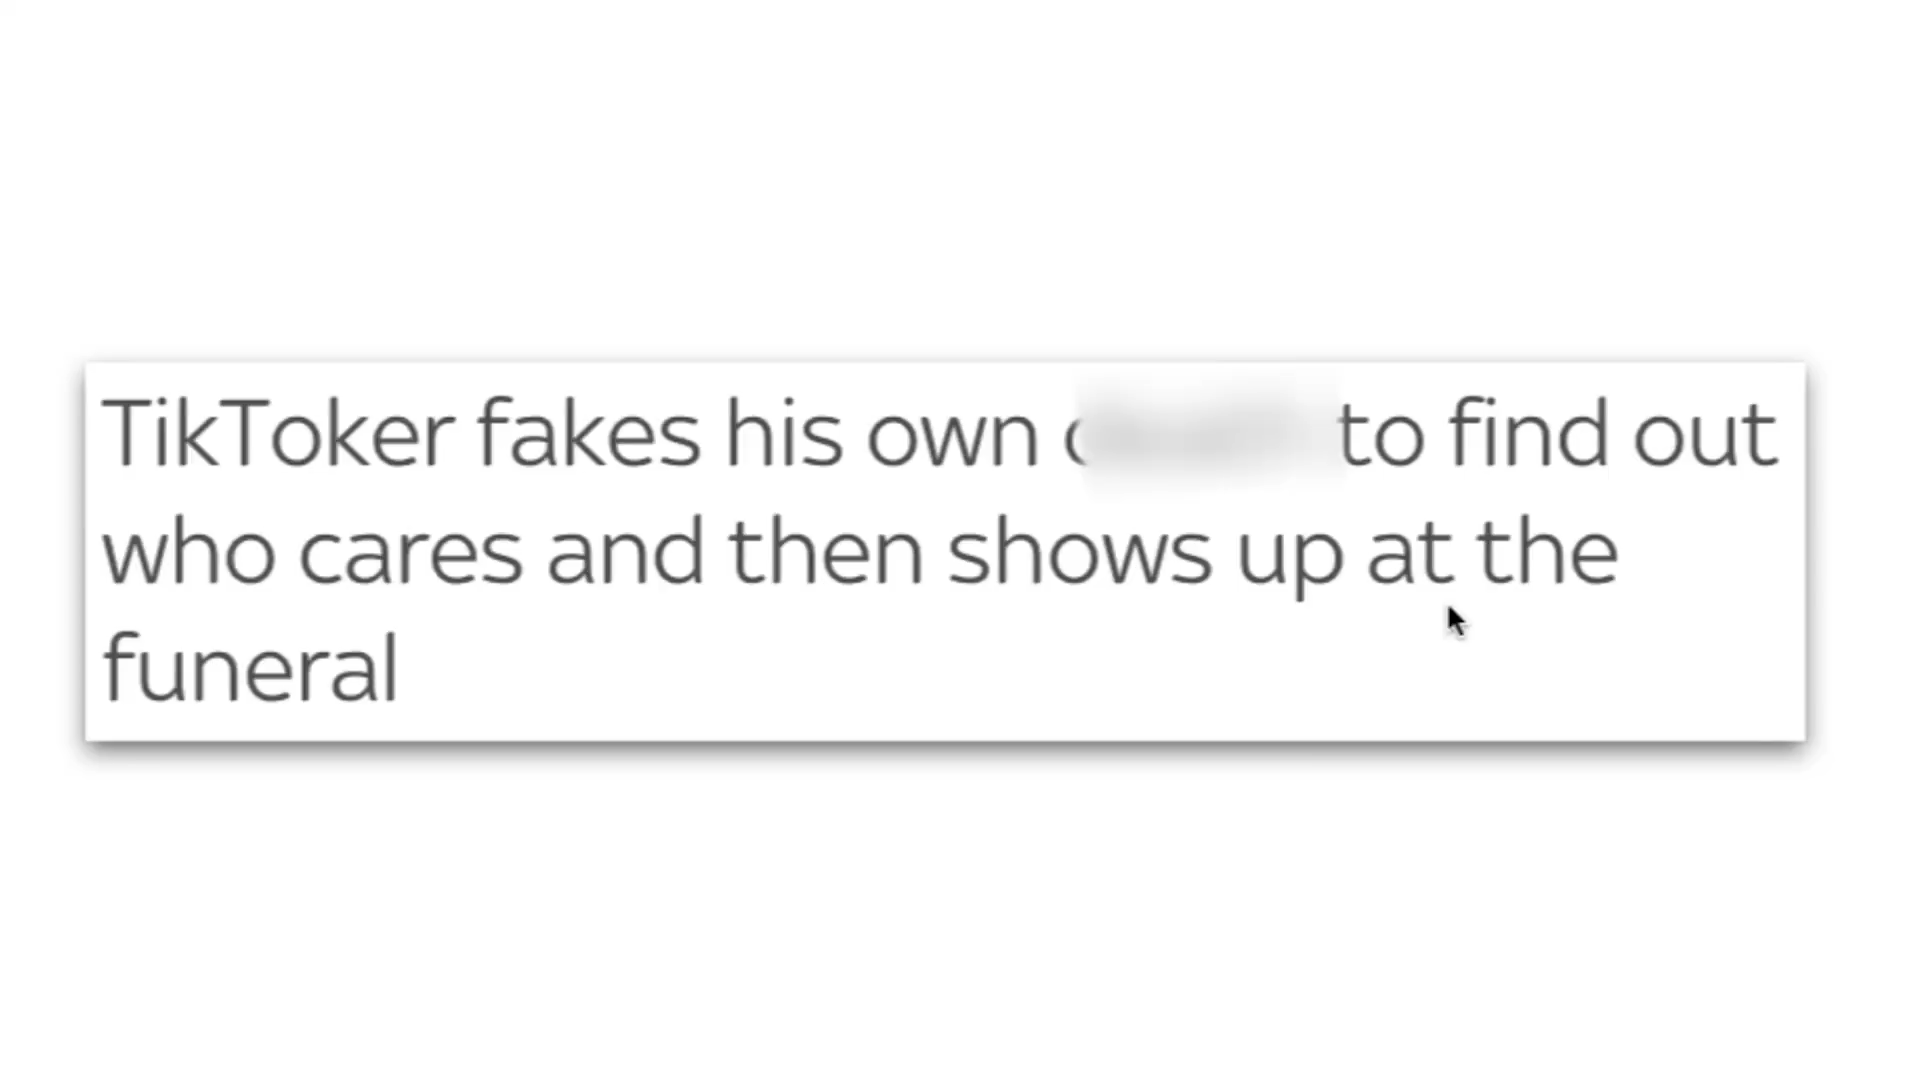 TikToker fakes his own to find out
who cares and then shows up at the
funeral